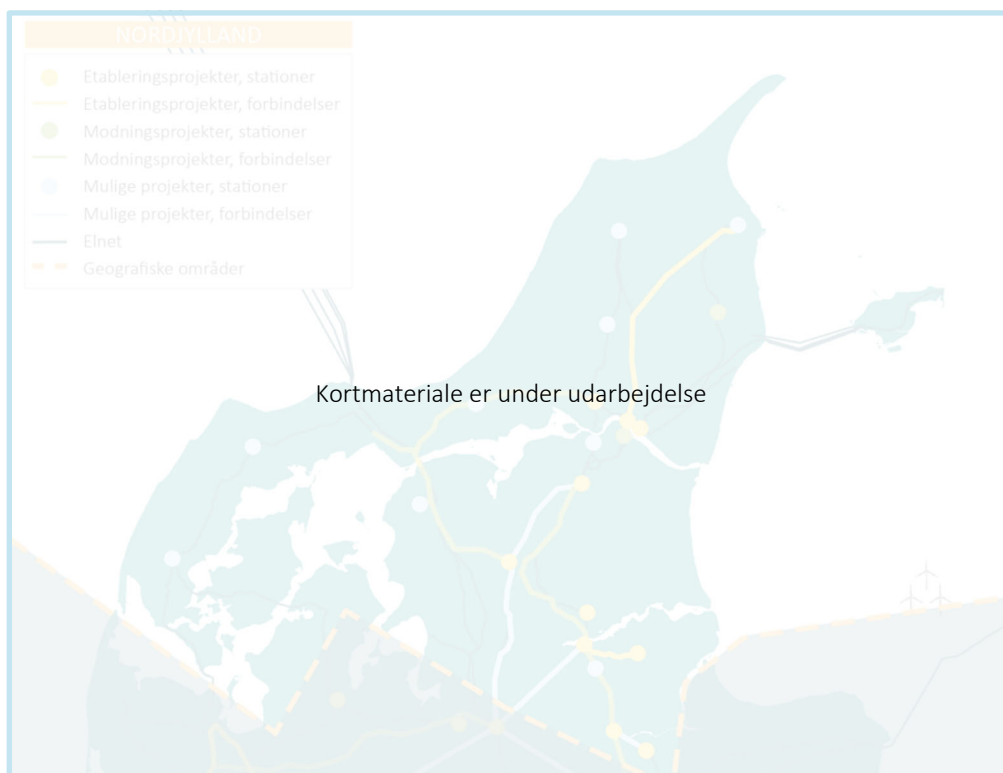 NORDJYLLAND
Etableringsprojekter, stationer
Etableringsprojekter, forbindelser
Modningsprojekter, stationer
Modningsprojekter, forbindelser
Mulige projekter, stationer
Mulige projekter, forbindelser
Elnet
Geografiske områder
Kortmateriale er under udarbejdelse